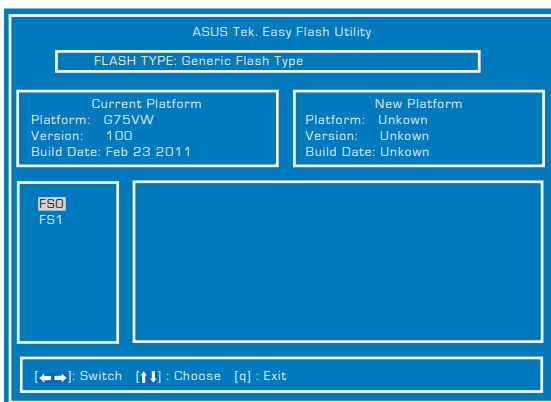 ASUS Tek. Easy Flash Utility
FLASH TYPE: Generic Flash Type
Current Platform
Platform: G75VW
Version: 100
Build Date: Feb 23 2011
New Platform
Platform: Unkown
Version: Unkown
Build Date: Unkown
FS0
FS1
[←→]: Switch [↑↓] : Choose [q] : Exit